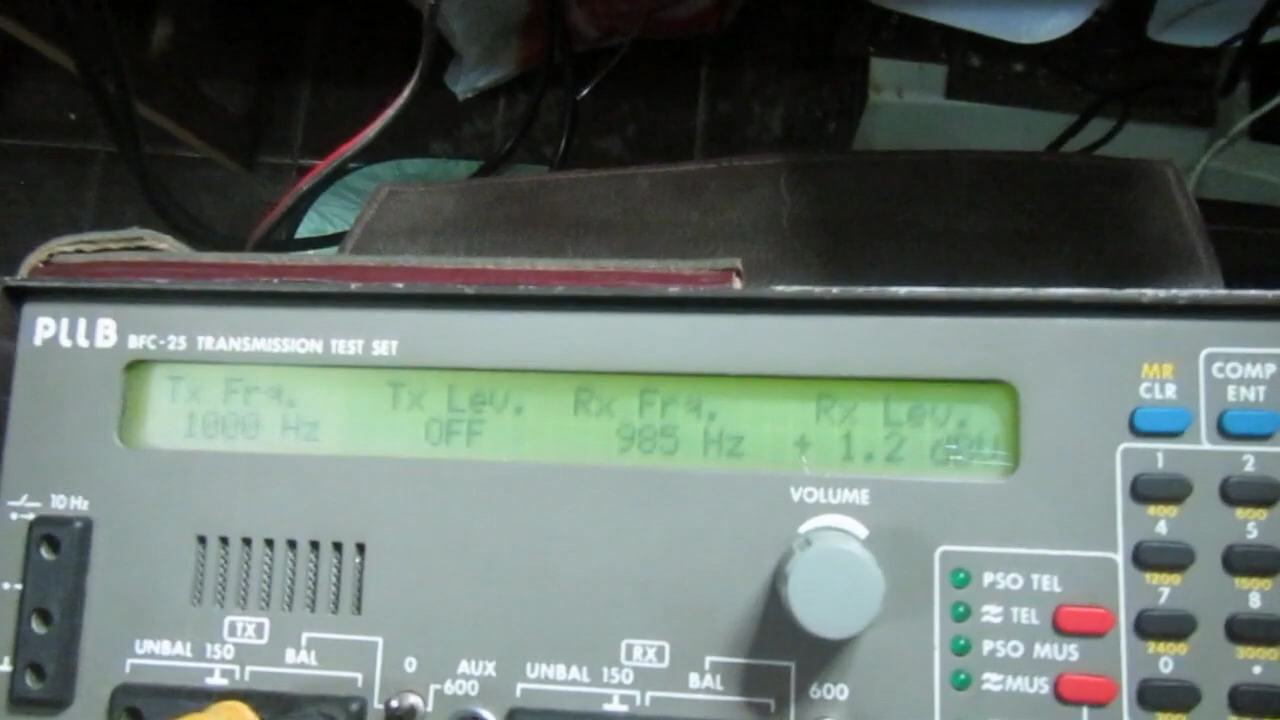 PLLB BFC-25 TRANSMISSION TEST SET
Tx Frq. Tx Lev. Rx Frq. Rx Lev.
1000 Hz OFF 985 Hz + 1.2
MR
CLR
COMP
ENT
VOLUME
10 Hz
1 2
400 600
4 5
1200 1500
7 8
2400 3000
0 *
PSO TEL
≈ TEL
PSO MUS
≈ MUS
TX
UNBAL 150 BAL 0 AUX
600
RX
UNBAL 150 BAL 600